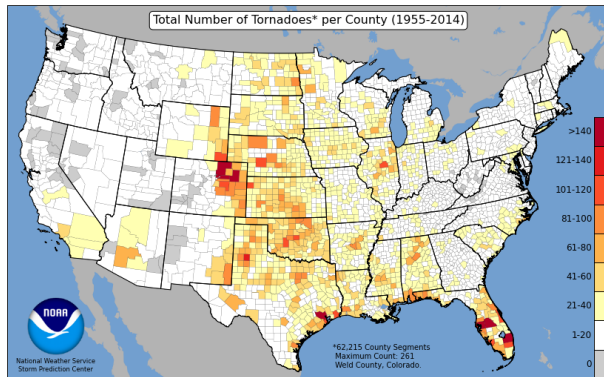 Total Number of Tornadoes* per County (1955-2014)
>140
121-140
101-120
81-100
61-80
41-60
21-40
1-20
0
NOAA
National Weather Service
Storm Prediction Center
*62,215 County Segments
Maximum Count: 261
Weld County, Colorado.